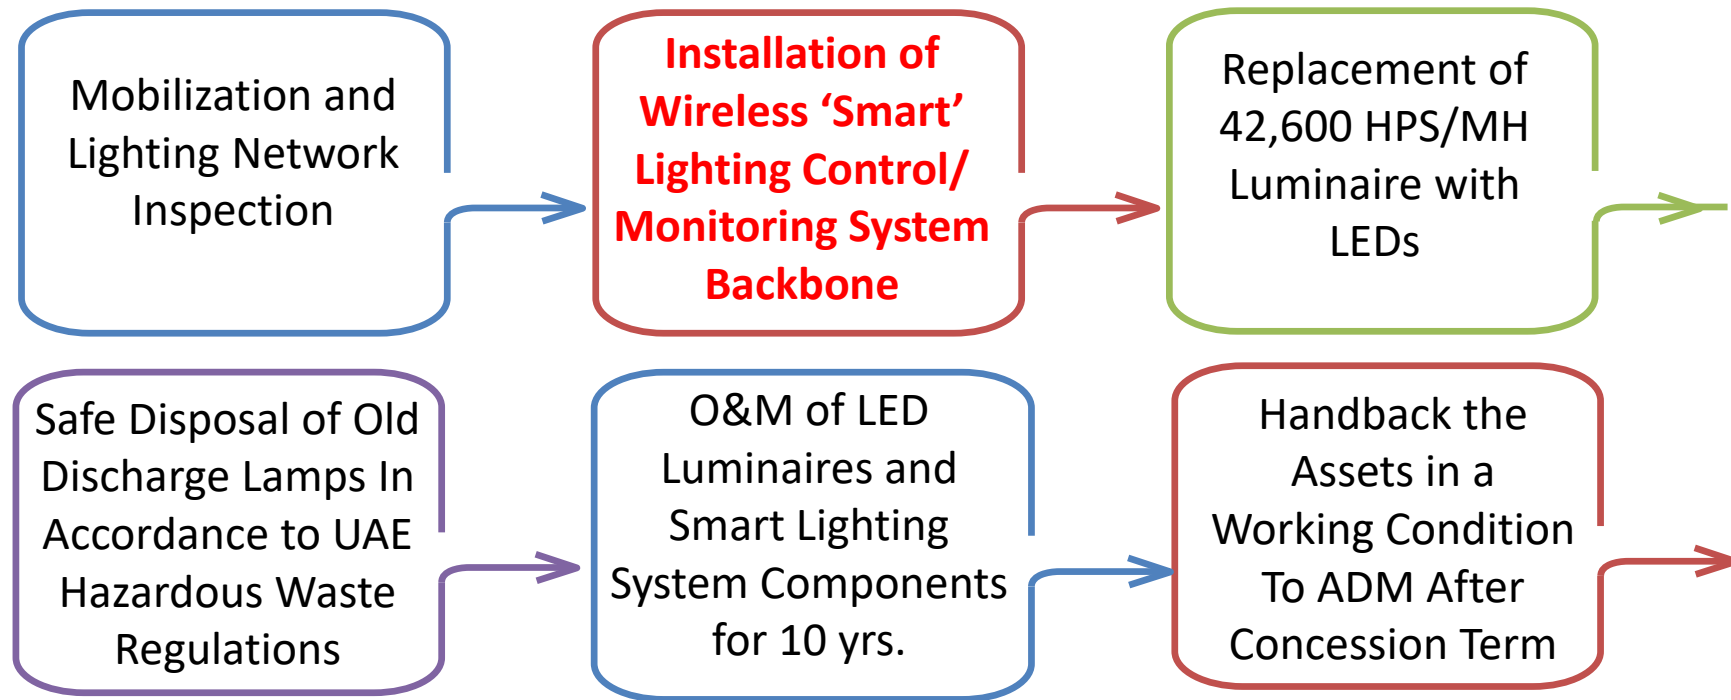 Mobilization and
Lighting Network
Inspection
Installation of
Wireless ‘Smart’
Lighting Control/
Monitoring System
Backbone
Replacement of
42,600 HPS/MH
Luminaire with
LEDs
Safe Disposal of Old
Discharge Lamps In
Accordance to UAE
Hazardous Waste
Regulations
O&M of LED
Luminaires and
Smart Lighting
System Components
for 10 yrs.
Handback the
Assets in a
Working Condition
To ADM After
Concession Term